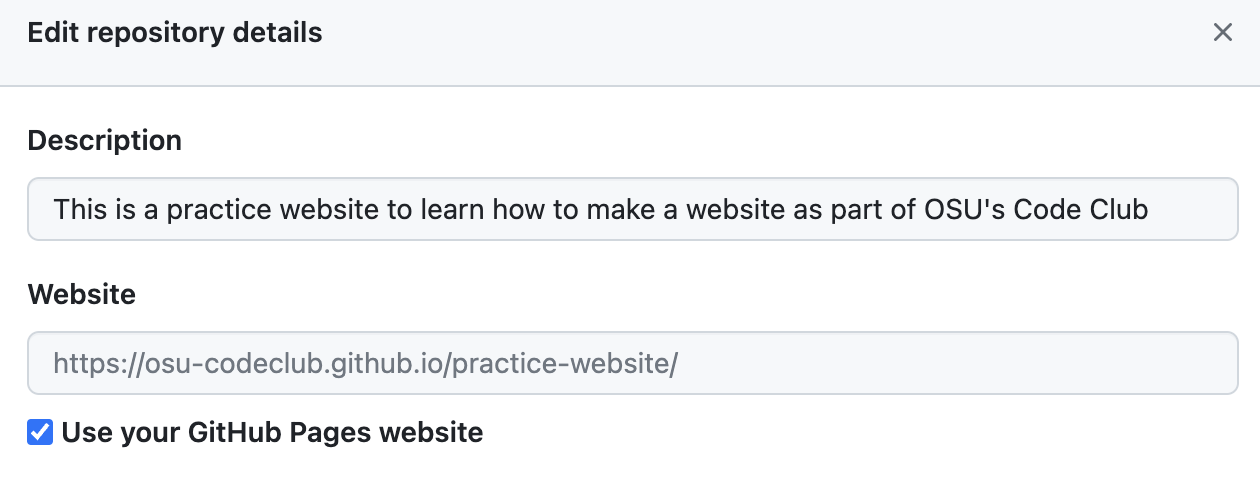 Edit repository details
Description
This is a practice website to learn how to make a website as part of OSU's Code Club
Website
https://osu-codeclub.github.io/practice-website/
Use your GitHub Pages website